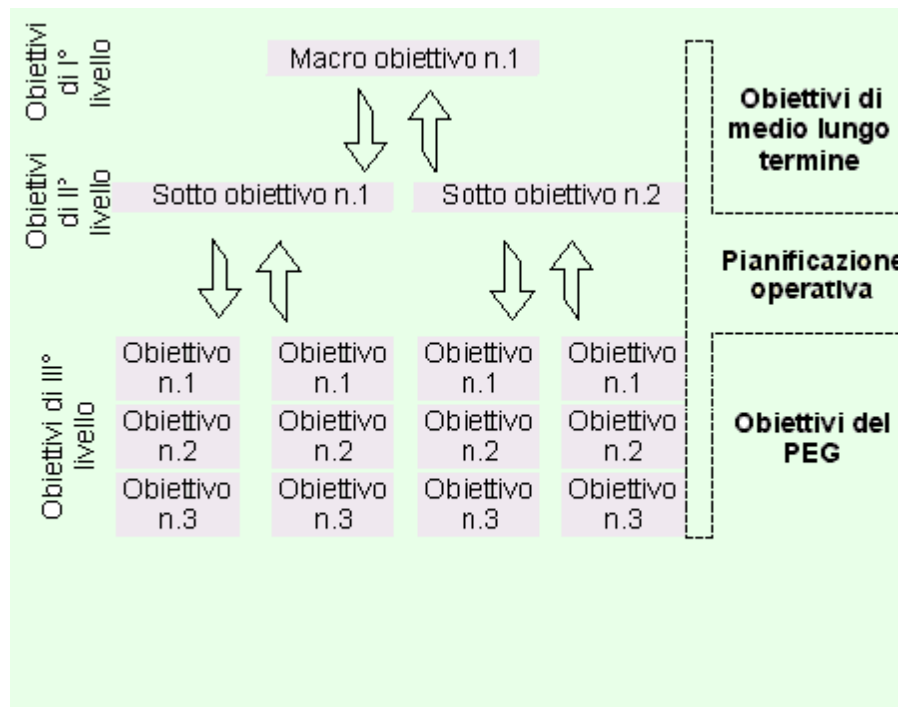 Obiettivi
di I°
livello
Macro obiettivo n.1
Obiettivi di
medio lungo
termine
Obiettivi
di II°
livello
Sotto obiettivo n.1
Sotto obiettivo n.2
Pianificazione
operativa
Obiettivi di III°
livello
Obiettivo
n.1
Obiettivo
n.1
Obiettivo
n.1
Obiettivo
n.1
Obiettivo
n.2
Obiettivo
n.2
Obiettivo
n.2
Obiettivo
n.2
Obiettivo
n.3
Obiettivo
n.3
Obiettivo
n.3
Obiettivo
n.3
Obiettivi del
PEG